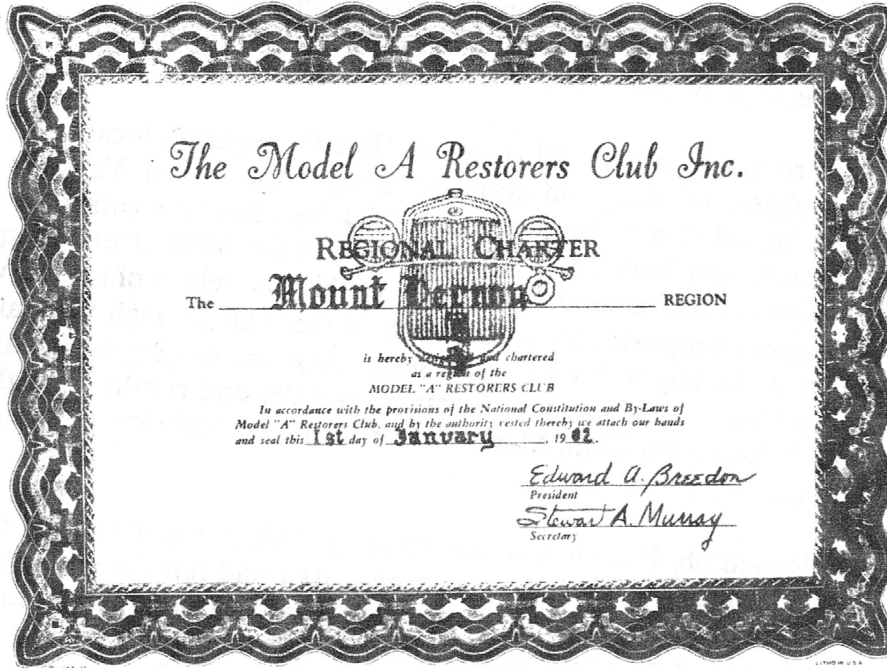 The Model A Restorers Club Inc.
REGIONAL CHARTER
The Mount Vernon REGION
is hereby designated and chartered
as a region of the
MODEL "A" RESTORERS CLUB
In accordance with the provisions of the National Constitution and By-Laws of
Model "A" Restorers Club, and by the authority vested thereby we attach our hands
and seal this 1st day of January, 19
Edward A. Breedon
President
Stewart A. Murray
Secretary
LITHO IN U.S.A.